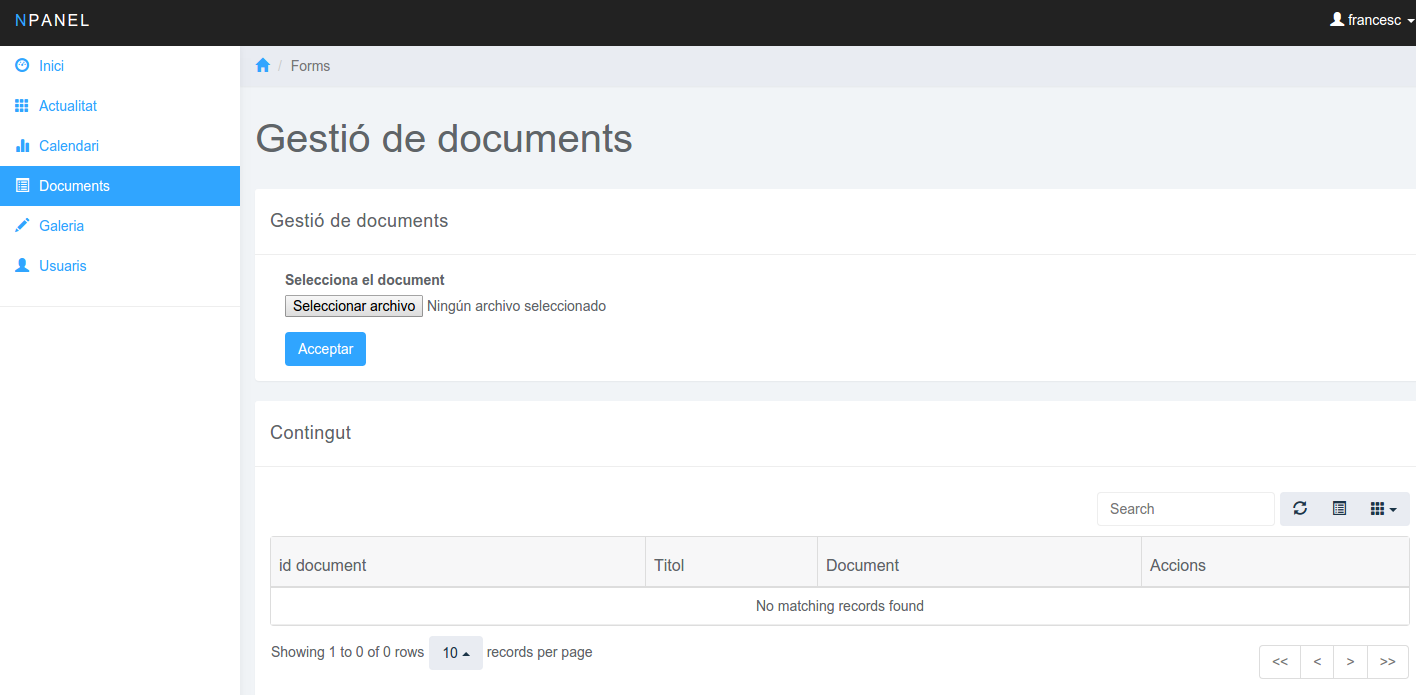 NPANEL
francesc
Inici
Actualitat
Calendari
Documents
Galeria
Usuaris
/ Forms
Gestió de documents
Gestió de documents
Selecciona el document
Seleccionar archivo Ningún archivo seleccionado
Acceptar
Contingut
Search
id document Titol Document Accions
No matching records found
Showing 1 to 0 of 0 rows 10 records per page
<< < > >>